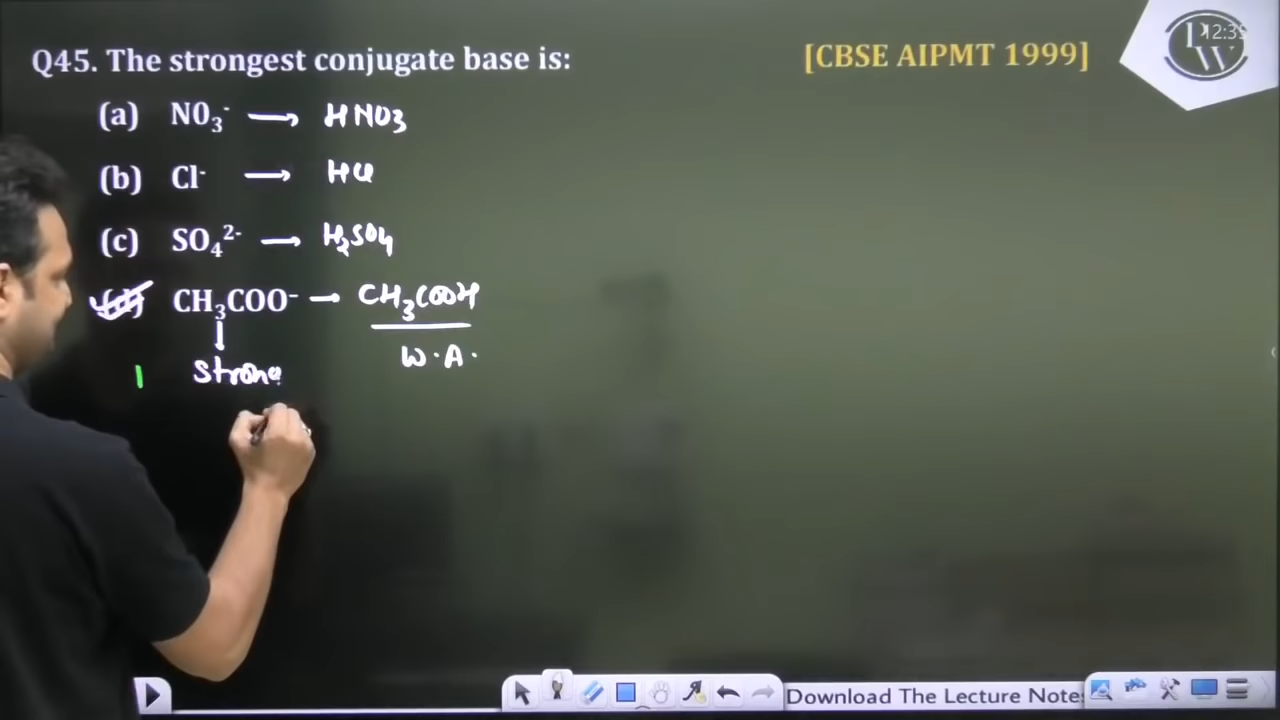 Q45. The strongest conjugate base is: [CBSE AIPMT 1999]
(a) NO₃⁻ → HNO3
(b) Cl⁻ → HCl
(c) SO₄²⁻ → H₂SO₄
(d) CH₃COO⁻ → CH₃COOH
W.A.
Strong
PW
Download The Lecture Note